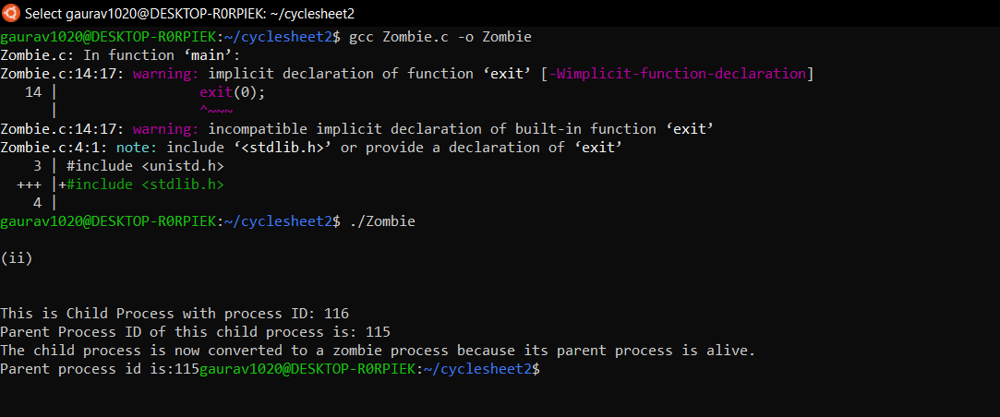 Select gaurav1020@DESKTOP-R0RPIEK: ~/cyclesheet2
gaurav1020@DESKTOP-R0RPIEK:~/cyclesheet2$ gcc Zombie.c -o Zombie
Zombie.c: In function ‘main’:
Zombie.c:14:17: warning: implicit declaration of function ‘exit’ [-Wimplicit-function-declaration]
   14 |                 exit(0);
      |                 ^~~~
Zombie.c:14:17: warning: incompatible implicit declaration of built-in function ‘exit’
Zombie.c:4:1: note: include ‘<stdlib.h>’ or provide a declaration of ‘exit’
    3 | #include <unistd.h>
  +++ |+#include <stdlib.h>
    4 |
gaurav1020@DESKTOP-R0RPIEK:~/cyclesheet2$ ./Zombie
(ii)
This is Child Process with process ID: 116
Parent Process ID of this child process is: 115
The child process is now converted to a zombie process because its parent process is alive.
Parent process id is:115gaurav1020@DESKTOP-R0RPIEK:~/cyclesheet2$